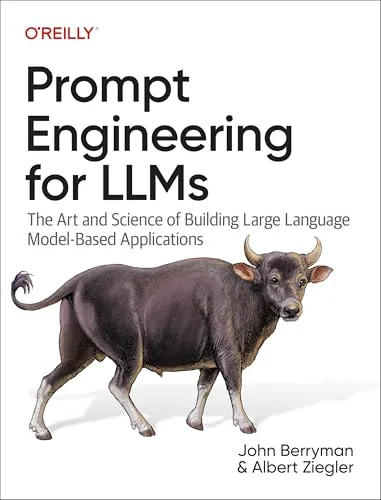 O'REILLY
Prompt
Engineering
for LLMs
The Art and Science of Building Large Language
Model-Based Applications
John Berryman
& Albert Ziegler